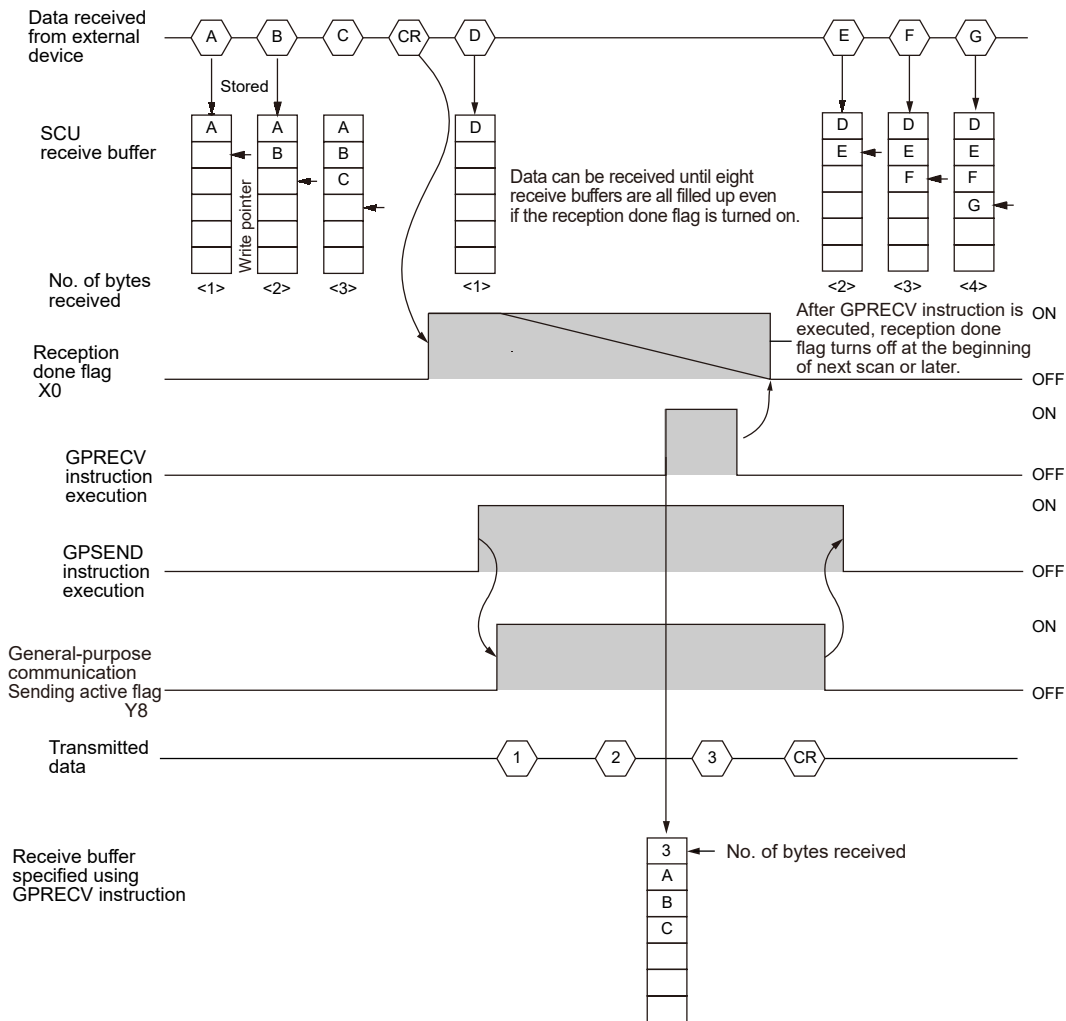 Data received
from external
device
A
B
C
CR
D
E
F
G
Stored
SCU
receive buffer
A
A
B
A
B
C
Write pointer
D
Data can be received until eight
receive buffers are all filled up even
if the reception done flag is turned on.
D
E
D
E
F
D
E
F
G
No. of bytes
received
<1>
<2>
<3>
<1>
<2>
<3>
<4>
After GPRECV instruction is
executed, reception done
flag turns off at the beginning
of next scan or later.
Reception
done flag
X0
ON
OFF
GPRECV
instruction
execution
ON
OFF
GPSEND
instruction
execution
ON
OFF
General-purpose
communication
Sending active flag
Y8
ON
OFF
Transmitted
data
1
2
3
CR
Receive buffer
specified using
GPRECV instruction
3
No. of bytes received
A
B
C